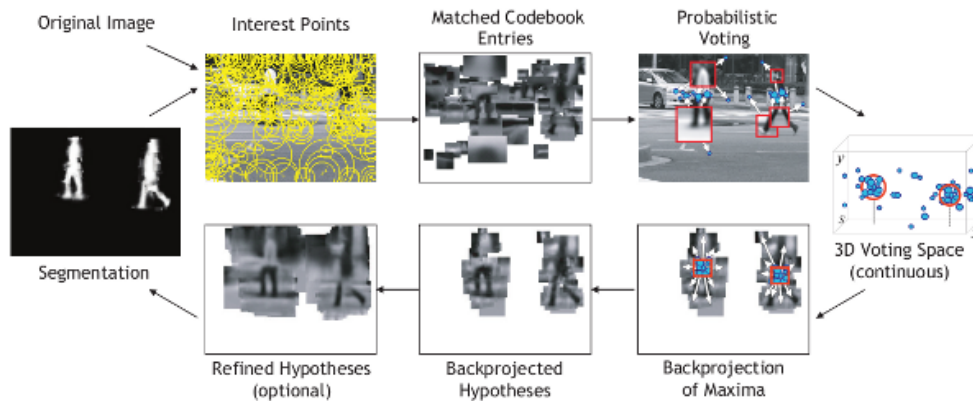 Original Image
Interest Points
Matched Codebook
Entries
Probabilistic
Voting
y
s
x
3D Voting Space
(continuous)
Segmentation
Refined Hypotheses
(optional)
Backprojected
Hypotheses
Backprojection
of Maxima